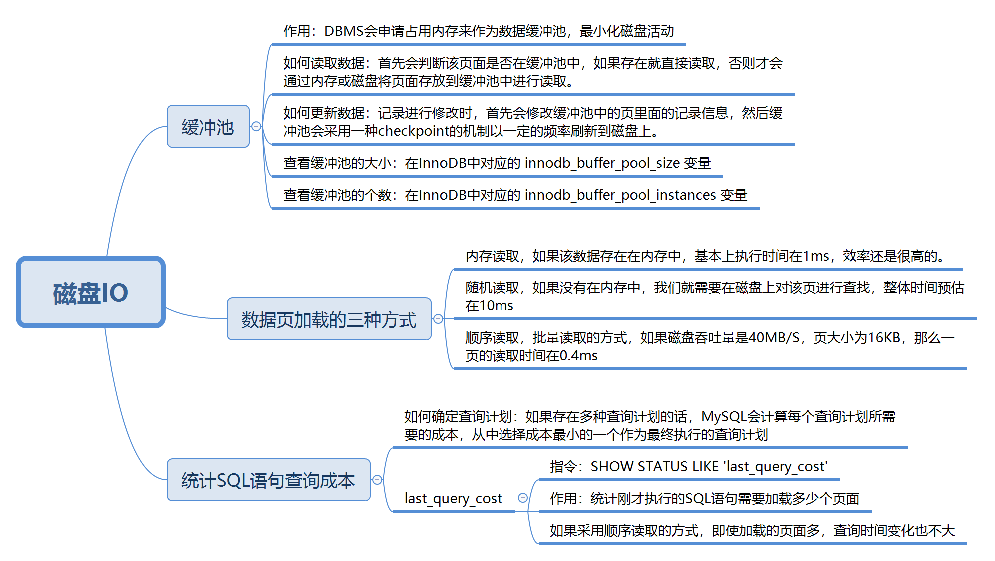 磁盘IO
缓冲池
作用：DBMS会申请占用内存来作为数据缓冲池，最小化磁盘活动
如何读取数据：首先会判断该页面是否在缓冲池中，如果存在就直接读取，否则才会
通过内存或磁盘将页面存放到缓冲池中进行读取。
如何更新数据：记录进行修改时，首先会修改缓冲池中的页里面的记录信息，然后缓
冲池会采用一种checkpoint的机制以一定的频率刷新到磁盘上。
查看缓冲池的大小：在InnoDB中对应的 innodb_buffer_pool_size 变量
查看缓冲池的个数：在InnoDB中对应的 innodb_buffer_pool_instances 变量
数据页加载的三种方式
内存读取，如果该数据存在在内存中，基本上执行时间在1ms，效率还是很高的。
随机读取，如果没有在内存中，我们就需要在磁盘上对该页进行查找，整体时间预估
在10ms
顺序读取，批量读取的方式，如果磁盘吞吐量是40MB/S，页大小为16KB，那么一
页的读取时间在0.4ms
统计SQL语句查询成本
如何确定查询计划：如果存在多种查询计划的话，MySQL会计算每个查询计划所需
要的成本，从中选择成本最小的一个作为最终执行的查询计划
last_query_cost
指令：SHOW STATUS LIKE 'last_query_cost'
作用：统计刚才执行的SQL语句需要加载多少个页面
如果采用顺序读取的方式，即使加载的页面多，查询时间变化也不大